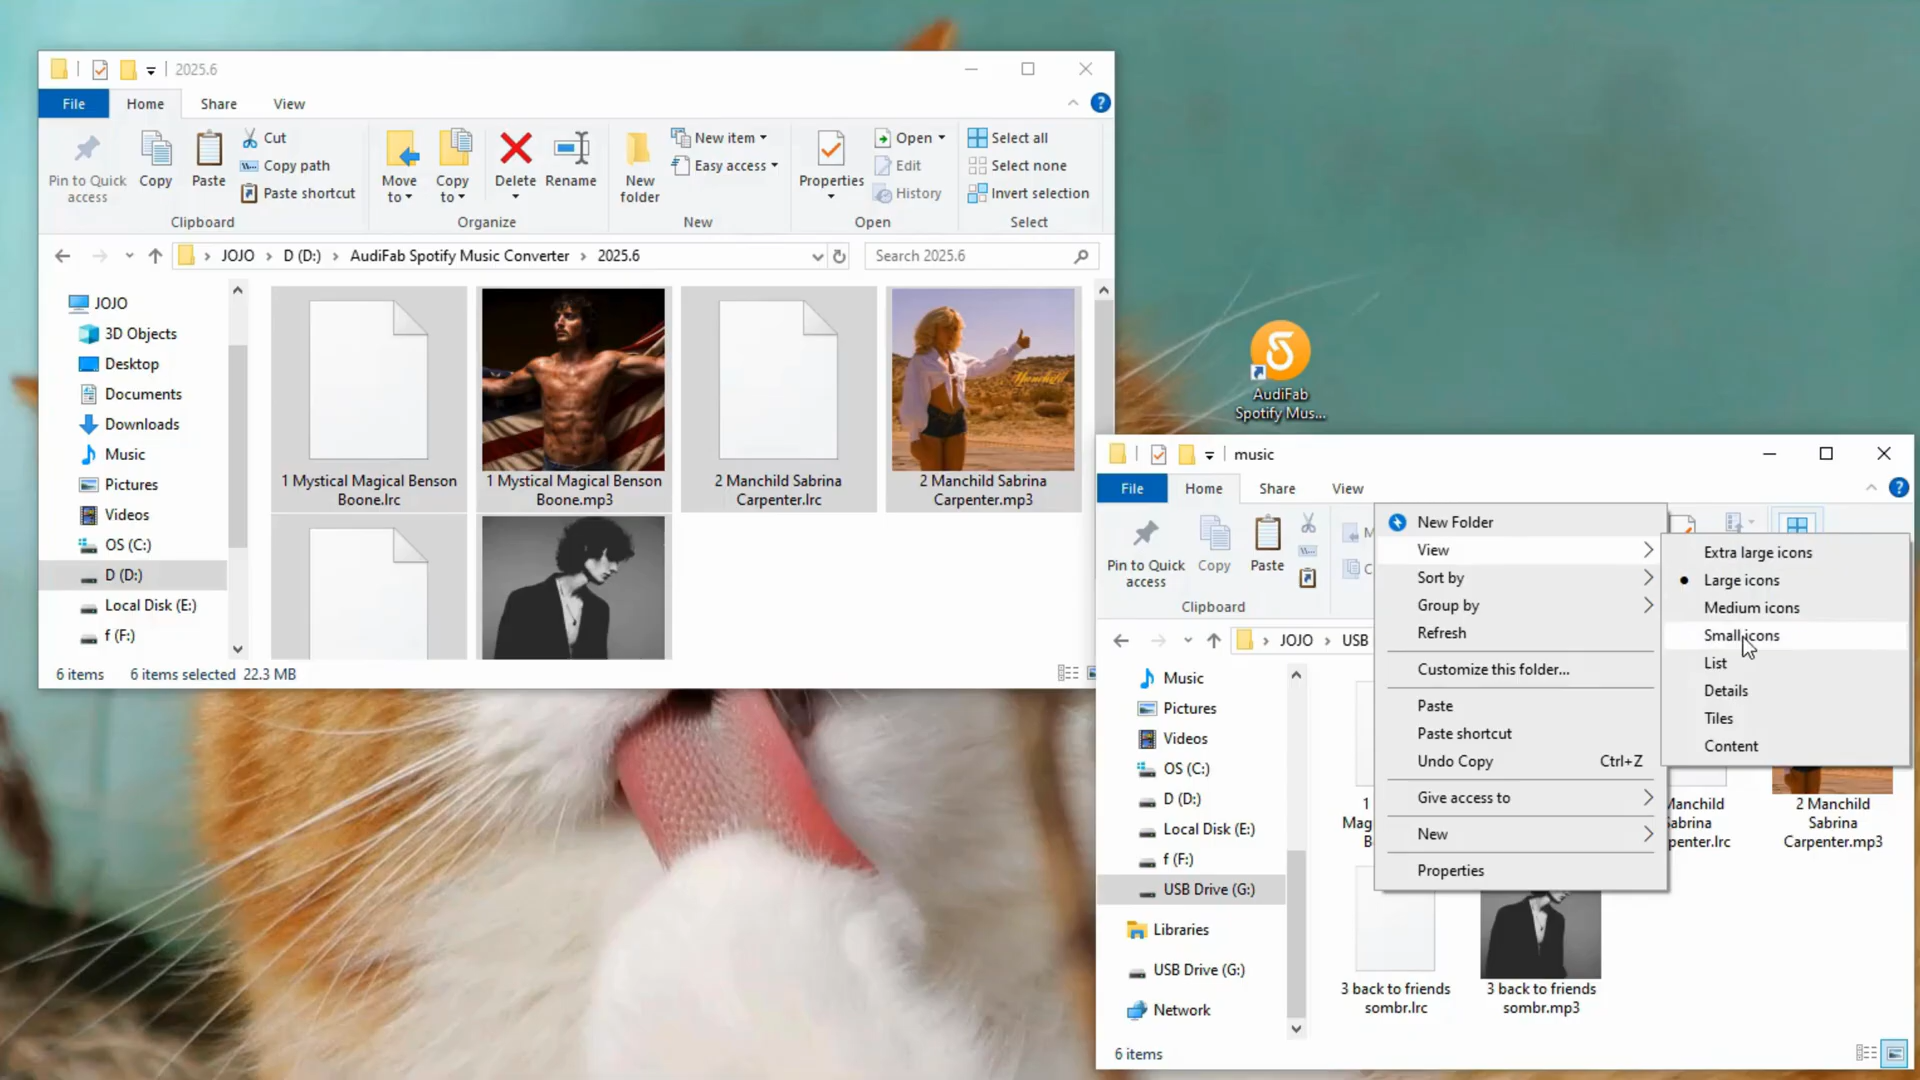 2025.6
File
Home
Share
View
Pin to Quick
access
Copy
Paste
Cut
Copy path
Paste shortcut
Clipboard
Move
to
Copy
to
Delete
Rename
Organize
New
folder
New item
Easy access
New
Properties
Open
Edit
History
Open
Select all
Select none
Invert selection
Select
JOJO
D (D:)
AudiFab Spotify Music Converter
2025.6
Search 2025.6
JOJO
3D Objects
Desktop
Documents
Downloads
Music
Pictures
Videos
OS (C:)
D (D:)
Local Disk (E:)
f (F:)
1 Mystical Magical Benson
Boone.lrc
1 Mystical Magical Benson
Boone.mp3
2 Manchild Sabrina
Carpenter.lrc
2 Manchild Sabrina
Carpenter.mp3
6 items
6 items selected 22.3 MB
AudiFab
Spotify Mus...
music
File
Home
Share
View
Pin to Quick
access
Copy
Paste
Clipboard
JOJO
USB
Music
Pictures
Videos
OS (C:)
D (D:)
Local Disk (E:)
f (F:)
USB Drive (G:)
Libraries
USB Drive (G:)
Network
New Folder
View
Sort by
Group by
Refresh
Customize this folder...
Paste
Paste shortcut
Undo Copy Ctrl+Z
Give access to
New
Properties
Extra large icons
Large icons
Medium icons
Small icons
List
Details
Tiles
Content
1
Mag
B
Manchild
Sabrina
penter.lrc
2 Manchild
Sabrina
Carpenter.mp3
3 back to friends
sombr.lrc
3 back to friends
sombr.mp3
6 items